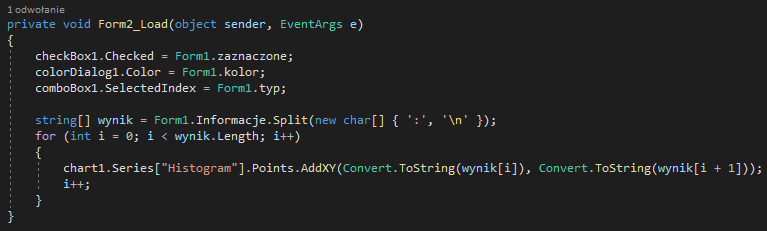 1 odwołanie
private void Form2_Load(object sender, EventArgs e)
{
checkBox1.Checked = Form1.zaznaczone;
colorDialog1.Color = Form1.kolor;
comboBox1.SelectedIndex = Form1.typ;
string[] wynik = Form1.Informacje.Split(new char[] { ':', '\n' });
for (int i = 0; i < wynik.Length; i++)
{
chart1.Series["Histogram"].Points.AddXY(Convert.ToString(wynik[i]), Convert.ToString(wynik[i + 1]));
i++;
}
}